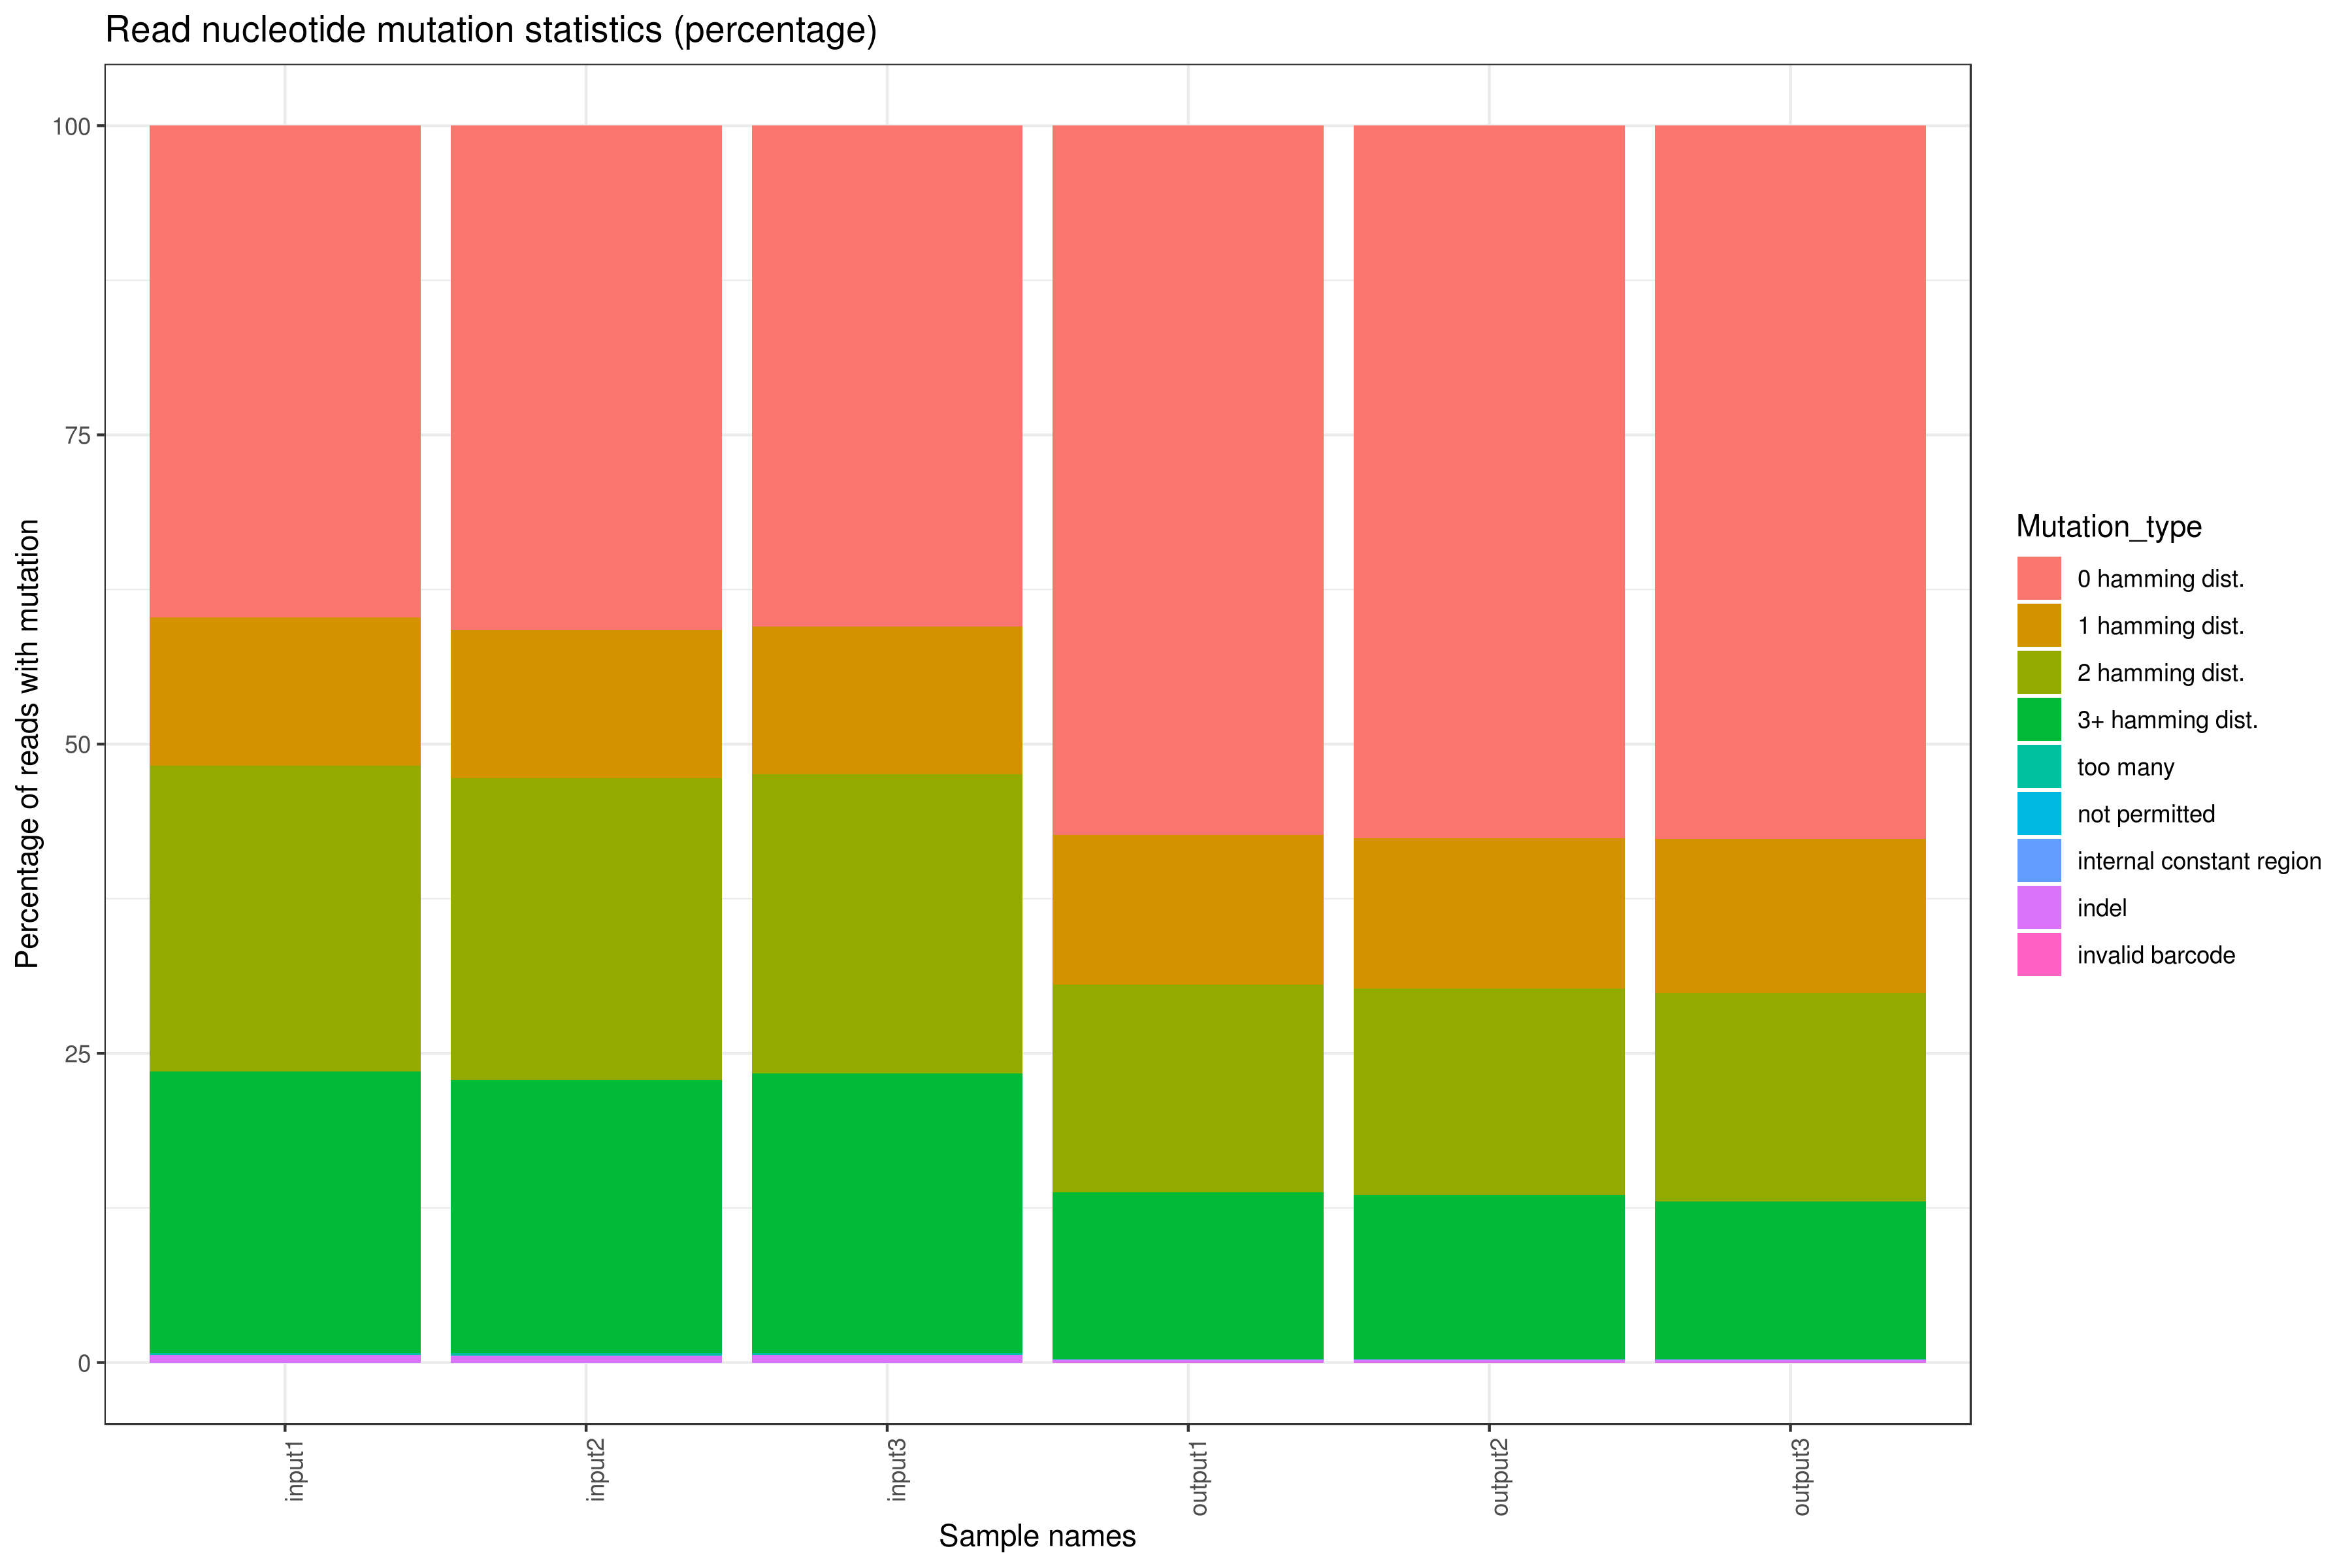 Read nucleotide mutation statistics (percentage)
Percentage of reads with mutation
100
75
50
25
0
input1
input2
input3
output1
output2
output3
Sample names
Mutation_type
0 hamming dist.
1 hamming dist.
2 hamming dist.
3+ hamming dist.
too many
not permitted
internal constant region
indel
invalid barcode